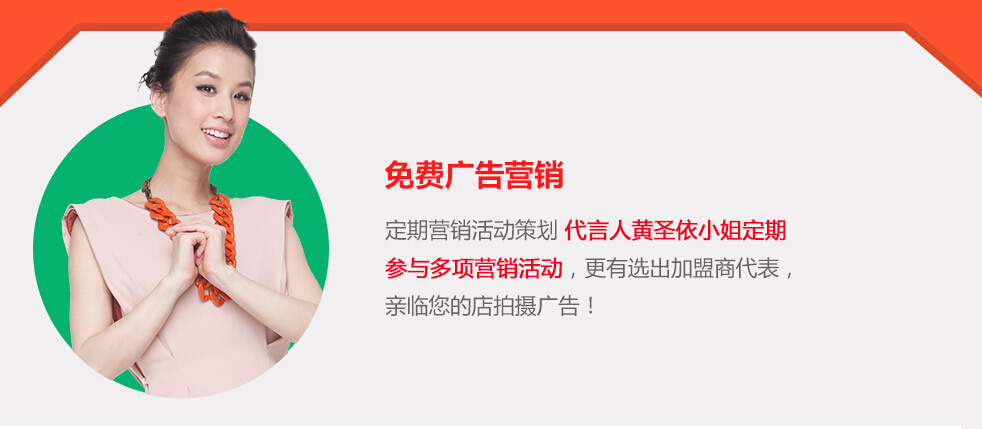 免费广告营销
定期营销活动策划 代言人黄圣依小姐定期
参与多项营销活动，更有选出加盟商代表，
亲临您的店拍摄广告！